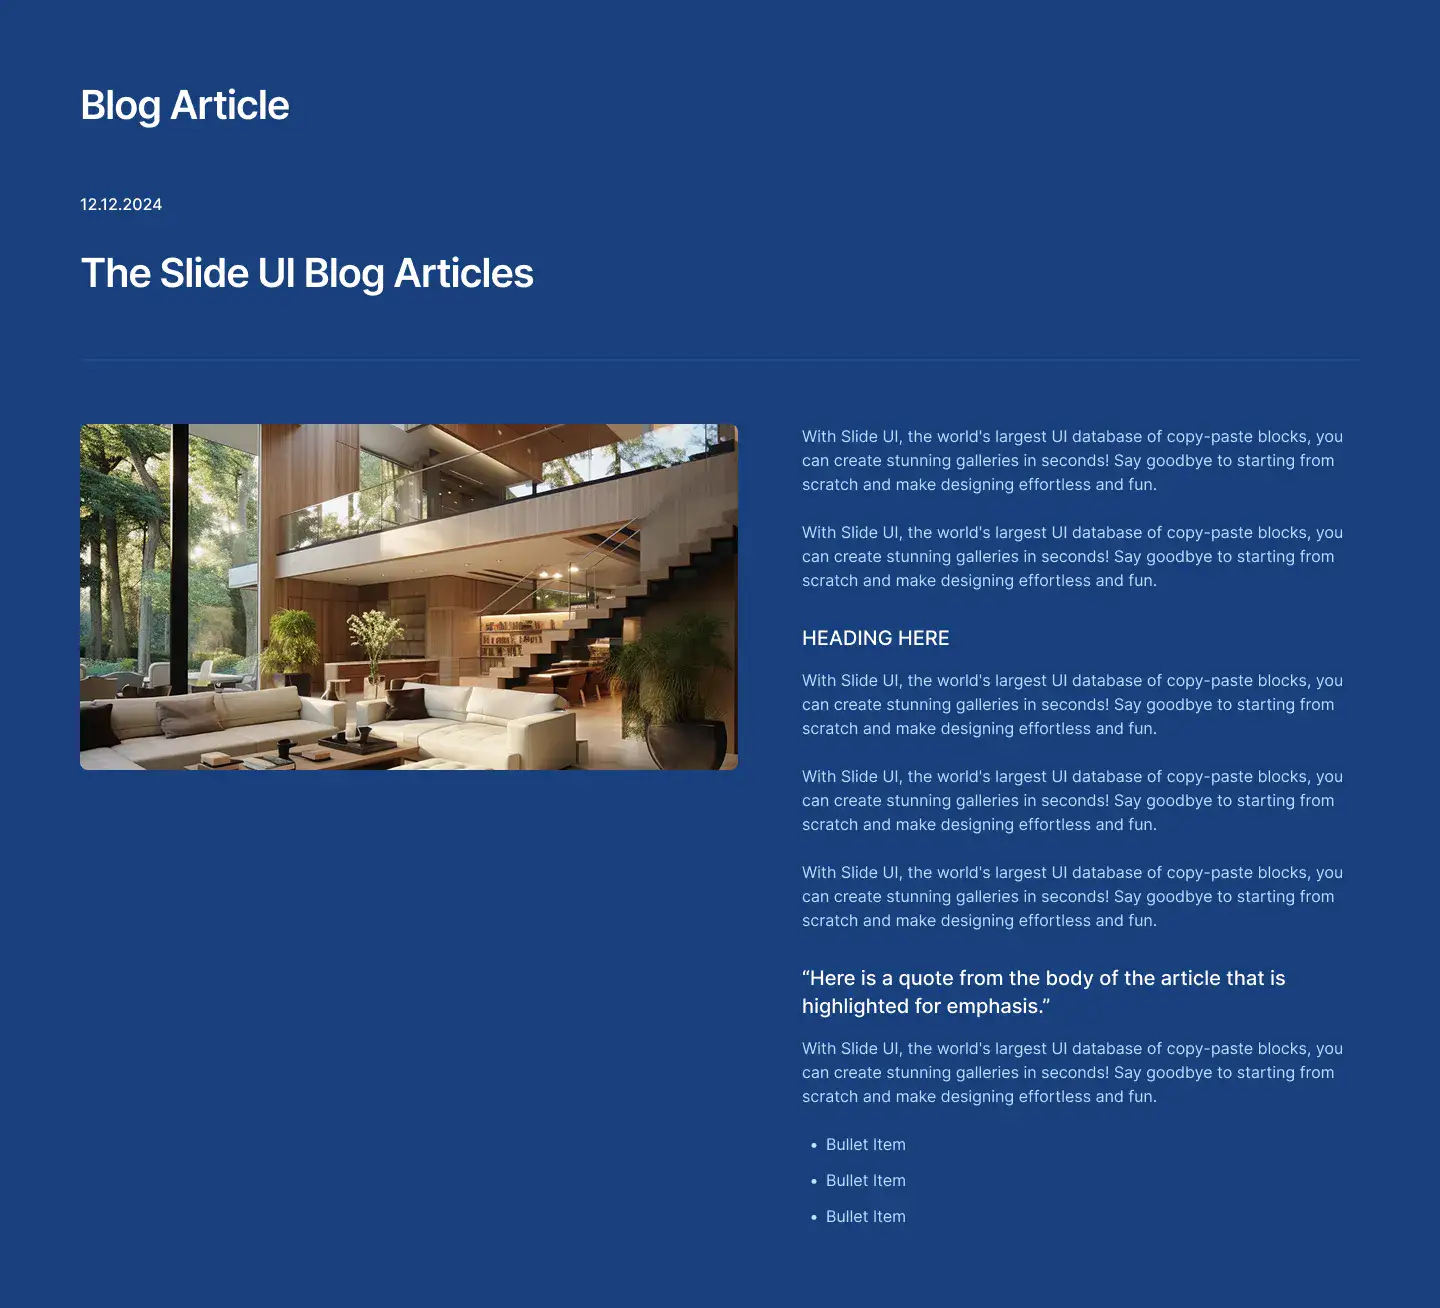 Blog Article
12.12.2024
The Slide UI Blog Articles
With Slide UI, the world's largest UI database of copy-paste blocks, you
can create stunning galleries in seconds! Say goodbye to starting from
scratch and make designing effortless and fun.
With Slide UI, the world's largest UI database of copy-paste blocks, you
can create stunning galleries in seconds! Say goodbye to starting from
scratch and make designing effortless and fun.
HEADING HERE
With Slide UI, the world's largest UI database of copy-paste blocks, you
can create stunning galleries in seconds! Say goodbye to starting from
scratch and make designing effortless and fun.
With Slide UI, the world's largest UI database of copy-paste blocks, you
can create stunning galleries in seconds! Say goodbye to starting from
scratch and make designing effortless and fun.
With Slide UI, the world's largest UI database of copy-paste blocks, you
can create stunning galleries in seconds! Say goodbye to starting from
scratch and make designing effortless and fun.
“Here is a quote from the body of the article that is
highlighted for emphasis.”
With Slide UI, the world's largest UI database of copy-paste blocks, you
can create stunning galleries in seconds! Say goodbye to starting from
scratch and make designing effortless and fun.
• Bullet Item
• Bullet Item
• Bullet Item